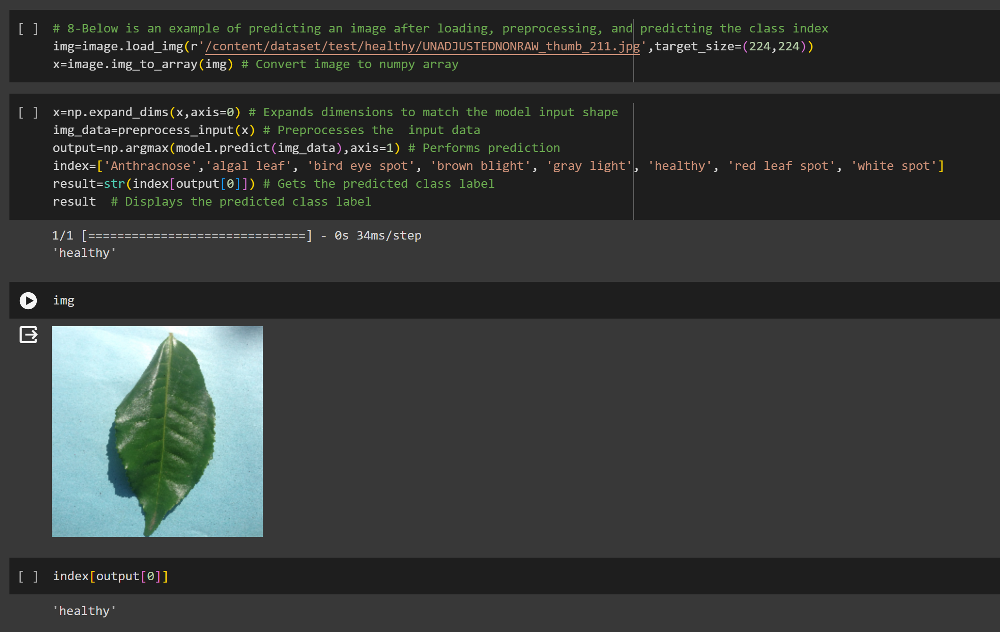 [ ] # 8-Below is an example of predicting an image after loading, preprocessing, and predicting the class index
img=image.load_img(r'/content/dataset/test/healthy/UNADJUSTEDNONRAW_thumb_211.jpg',target_size=(224,224))
x=image.img_to_array(img) # Convert image to numpy array
[ ] x=np.expand_dims(x,axis=0) # Expands dimensions to match the model input shape
img_data=preprocess_input(x) # Preprocesses the  input data
output=np.argmax(model.predict(img_data),axis=1) # Performs prediction
index=['Anthracnose','algal leaf', 'bird eye spot', 'brown blight', 'gray light', 'healthy', 'red leaf spot', 'white spot']
result=str(index[output[0]]) # Gets the predicted class label
result  # Displays the predicted class label
1/1 [==============================] - 0s 34ms/step
'healthy'
img
[ ] index[output[0]]
'healthy'